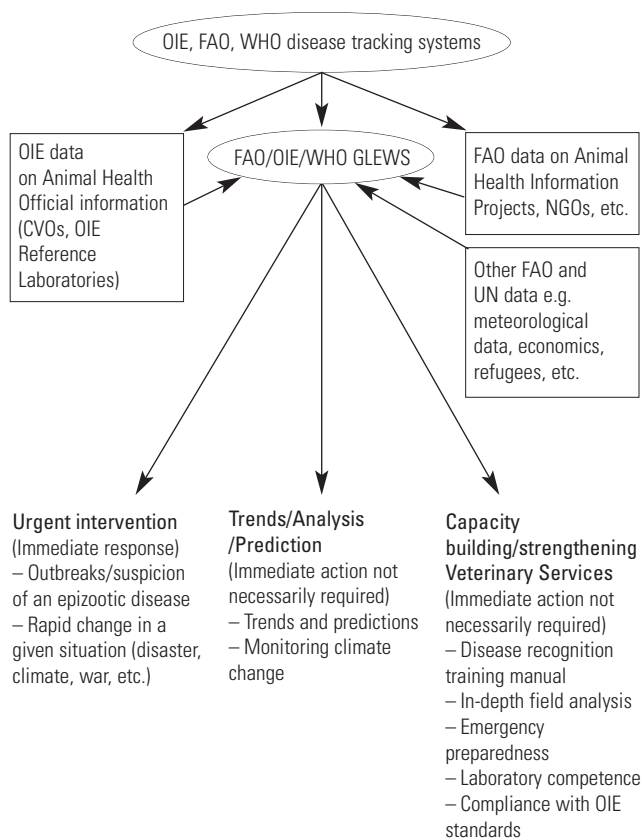 OIE, FAO, WHO disease tracking systems
OIE data
on Animal Health
Official information
(CVOs, OIE
Reference
Laboratories)
FAO/OIE/WHO GLEWS
FAO data on Animal
Health Information
Projects, NGOs, etc.
Other FAO and
UN data e.g.
meteorological
data, economics,
refugees, etc.
Urgent intervention
(Immediate response)
– Outbreaks/suspicion
of an epizootic disease
– Rapid change in a
given situation (disaster,
climate, war, etc.)
Trends/Analysis
/Prediction
(Immediate action not
necessarily required)
– Trends and predictions
– Monitoring climate
change
Capacity
building/strengthening
Veterinary Services
(Immediate action not
necessarily required)
– Disease recognition
training manual
– In-depth field analysis
– Emergency
preparedness
– Laboratory competence
– Compliance with OIE
standards